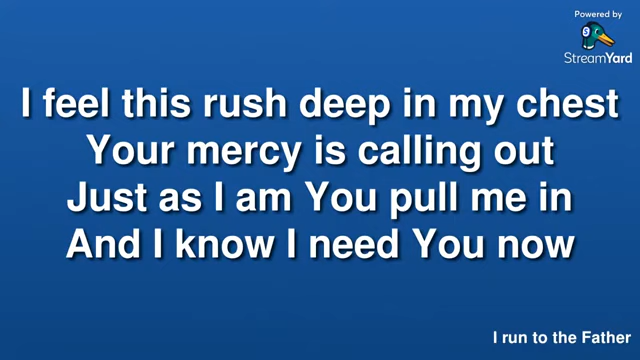 Powered by
StreamYard
I feel this rush deep in my chest
Your mercy is calling out
Just as I am You pull me in
And I know I need You now
I run to the Father